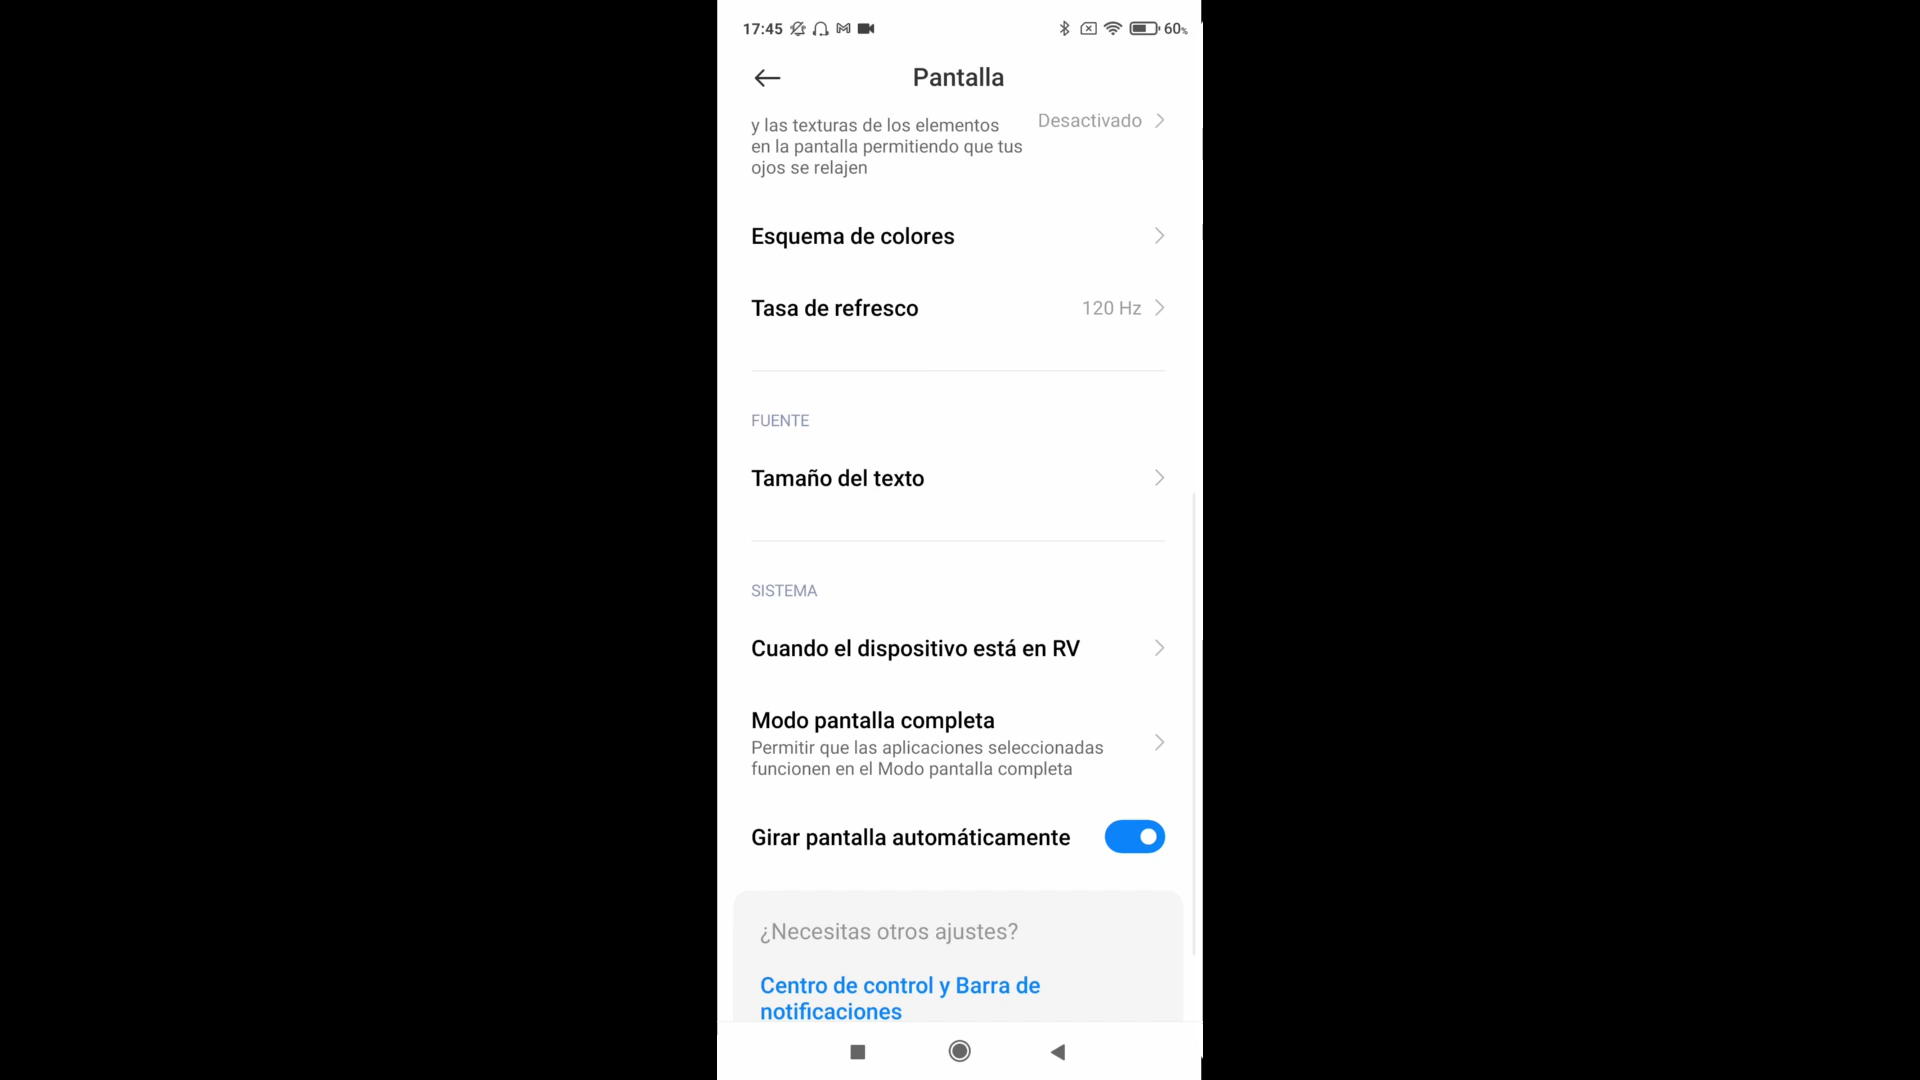 17:45
60%
Pantalla
y las texturas de los elementos
en la pantalla permitiendo que tus
ojos se relajen
Desactivado
Esquema de colores
Tasa de refresco
120 Hz
FUENTE
Tamaño del texto
SISTEMA
Cuando el dispositivo está en RV
Modo pantalla completa
Permitir que las aplicaciones seleccionadas
funcionen en el Modo pantalla completa
Girar pantalla automáticamente
¿Necesitas otros ajustes?
Centro de control y Barra de
notificaciones